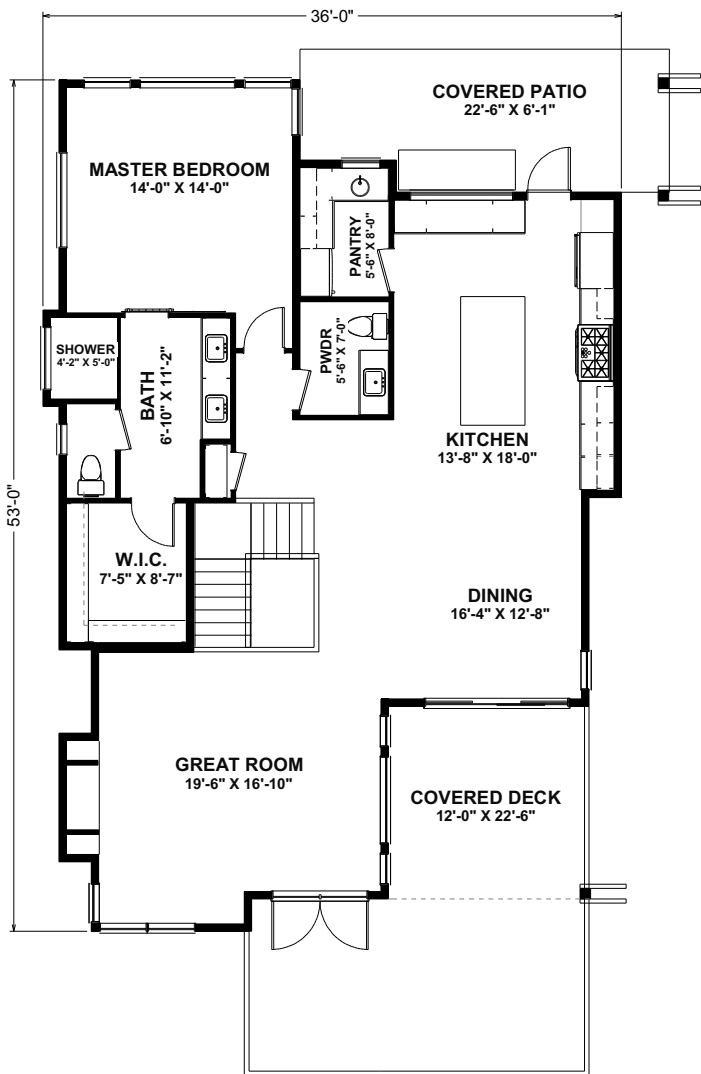 36'-0"
COVERED PATIO
22'-6" X 6'-1"
MASTER BEDROOM
14'-0" X 14'-0"
PANTRY
5'-6" X 8'-0"
SHOWER
4'-2" X 5'-0"
BATH
6'-10" X 11'-2"
PWDR
5'-6" X 7'-0"
KITCHEN
13'-8" X 18'-0"
53'-0"
W.I.C.
7'-5" X 8'-7"
DINING
16'-4" X 12'-8"
GREAT ROOM
19'-6" X 16'-10"
COVERED DECK
12'-0" X 22'-6"